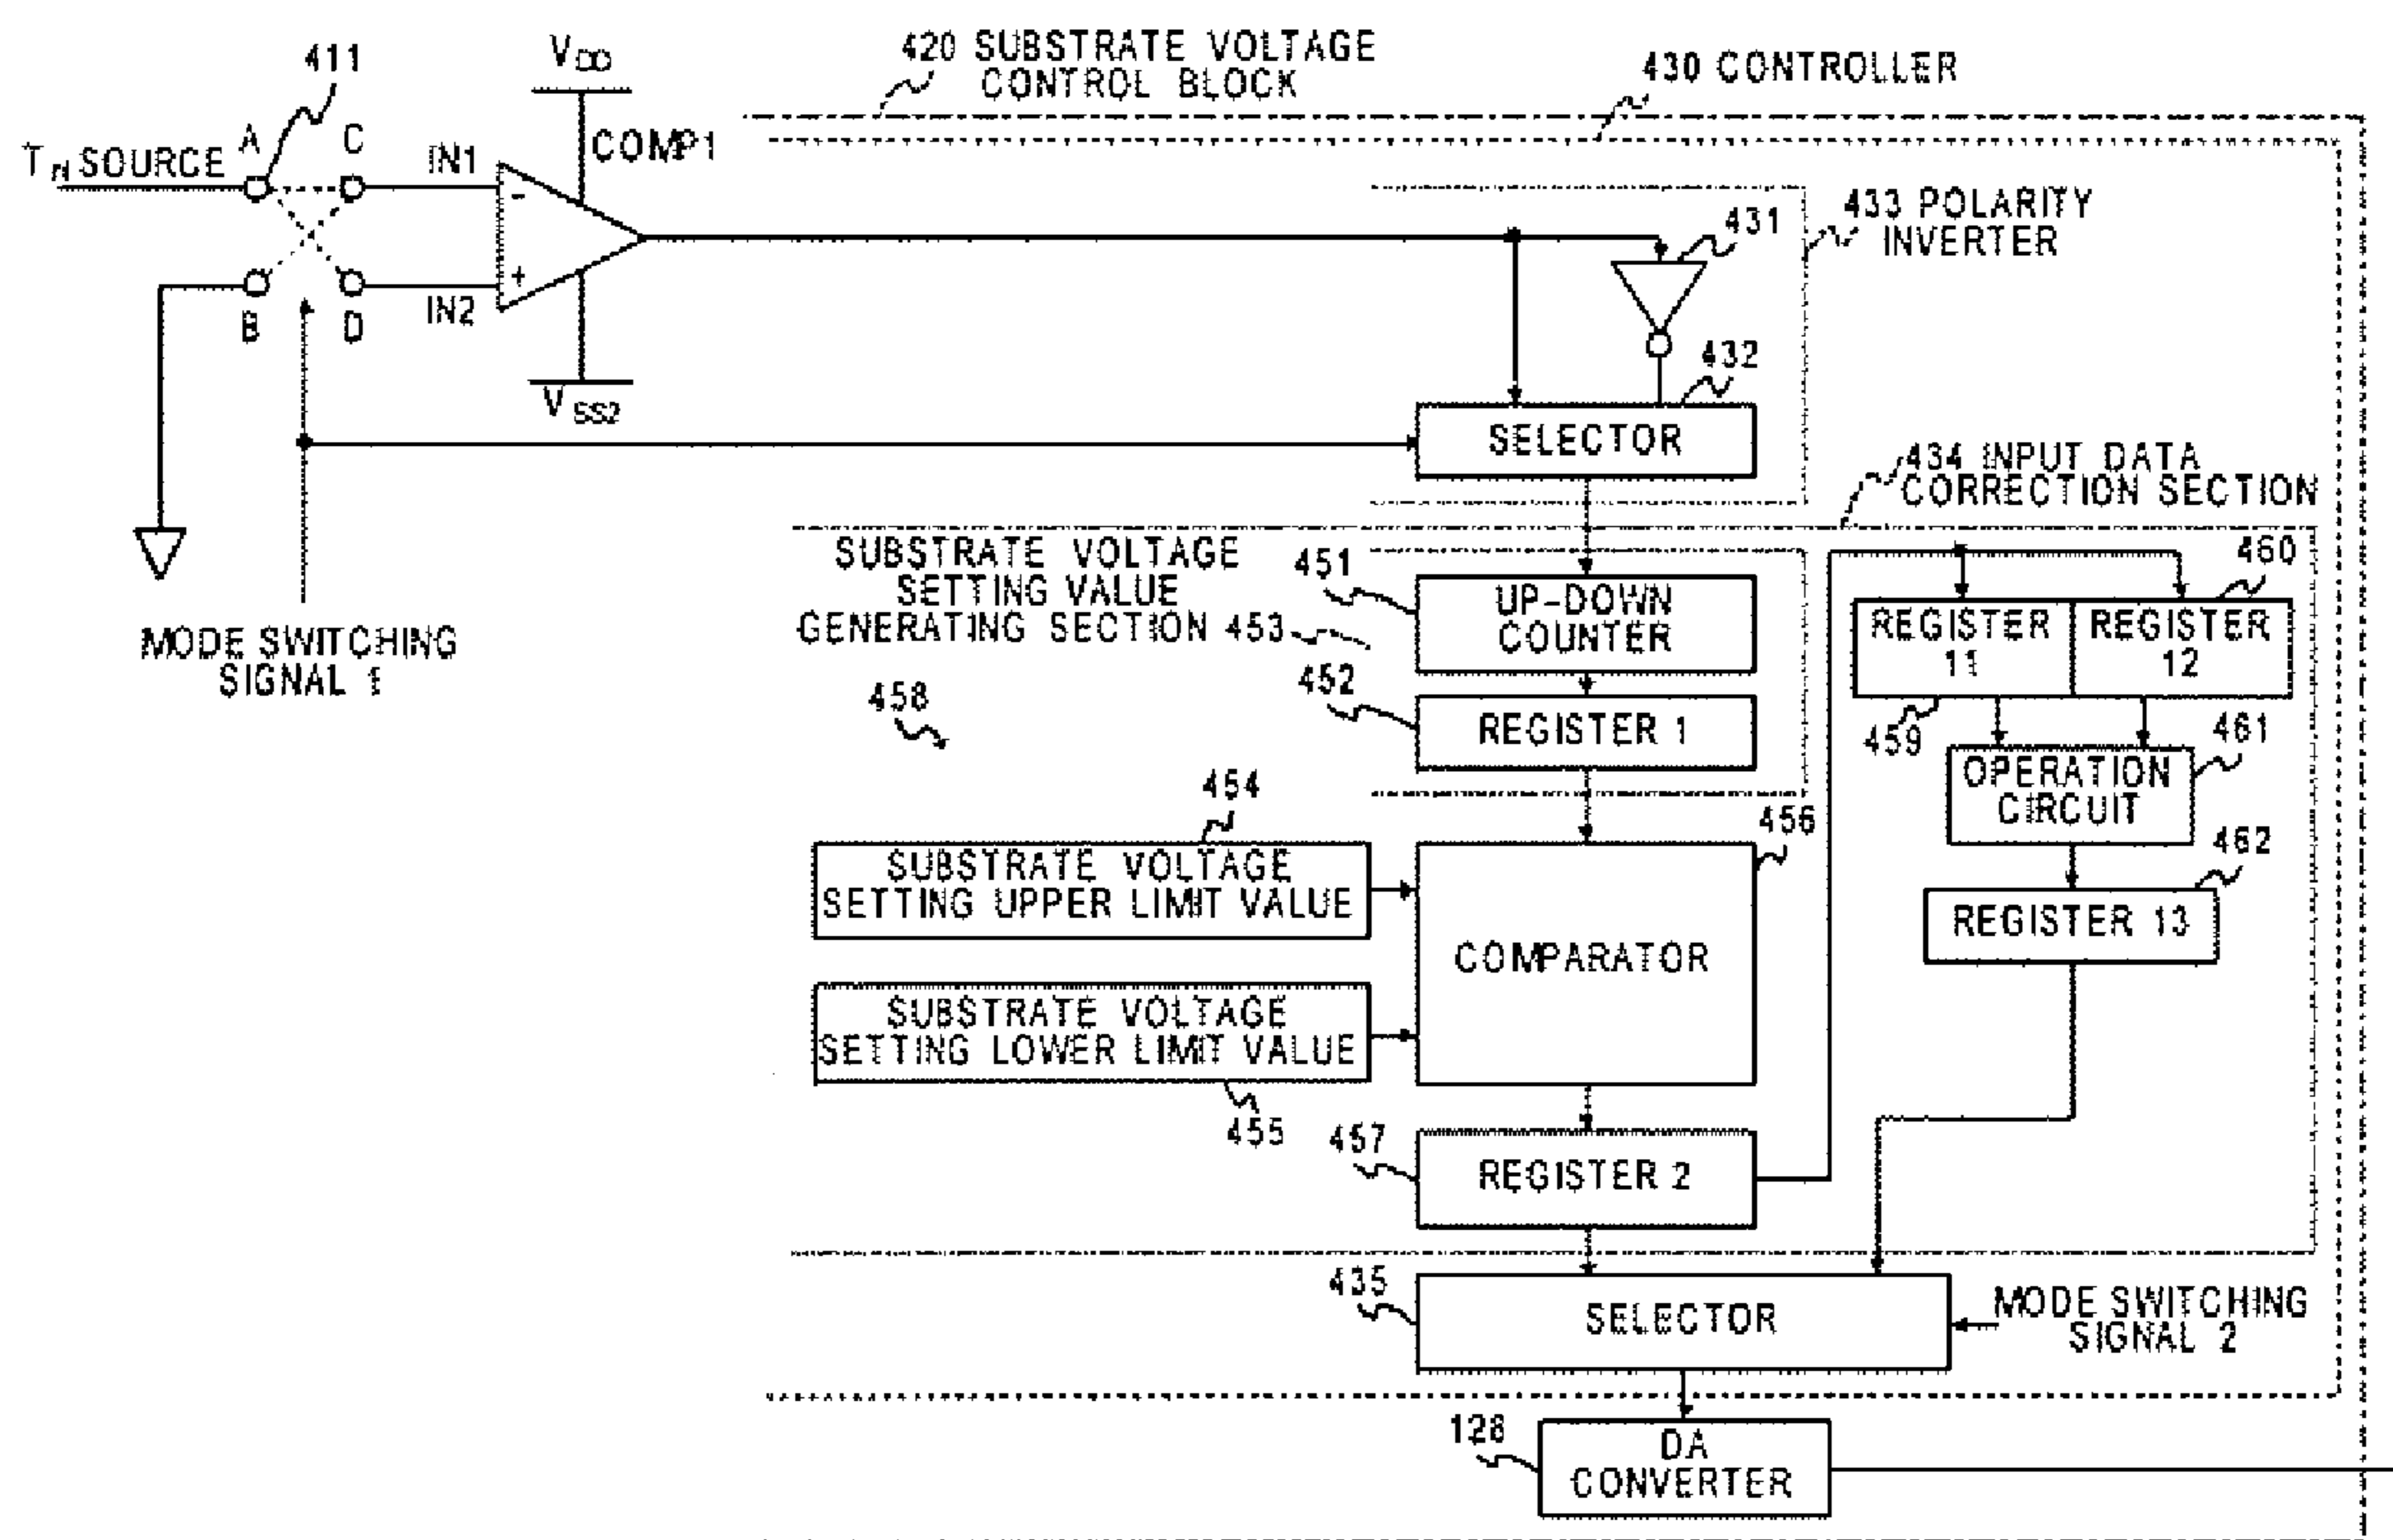 420 SUBSTRATE VOLTAGE
CONTROL BLOCK
430 CONTROLLER
411
VDD
COMP1
A
C
TN SOURCE
IN1
-
+
B
D
IN2
VSS2
431
433 POLARITY
INVERTER
432
SELECTOR
434 INPUT DATA
CORRECTION SECTION
MODE SWITCHING
SIGNAL 1
SUBSTRATE VOLTAGE
SETTING VALUE
GENERATING SECTION 453
451
UP-DOWN
COUNTER
460
REGISTER
11
REGISTER
12
452
REGISTER 1
458
459
461
OPERATION
CIRCUIT
454
SUBSTRATE VOLTAGE
SETTING UPPER LIMIT VALUE
456
COMPARATOR
462
REGISTER 13
SUBSTRATE VOLTAGE
SETTING LOWER LIMIT VALUE
455
457
REGISTER 2
435
SELECTOR
MODE SWITCHING
SIGNAL 2
126
DA
CONVERTER